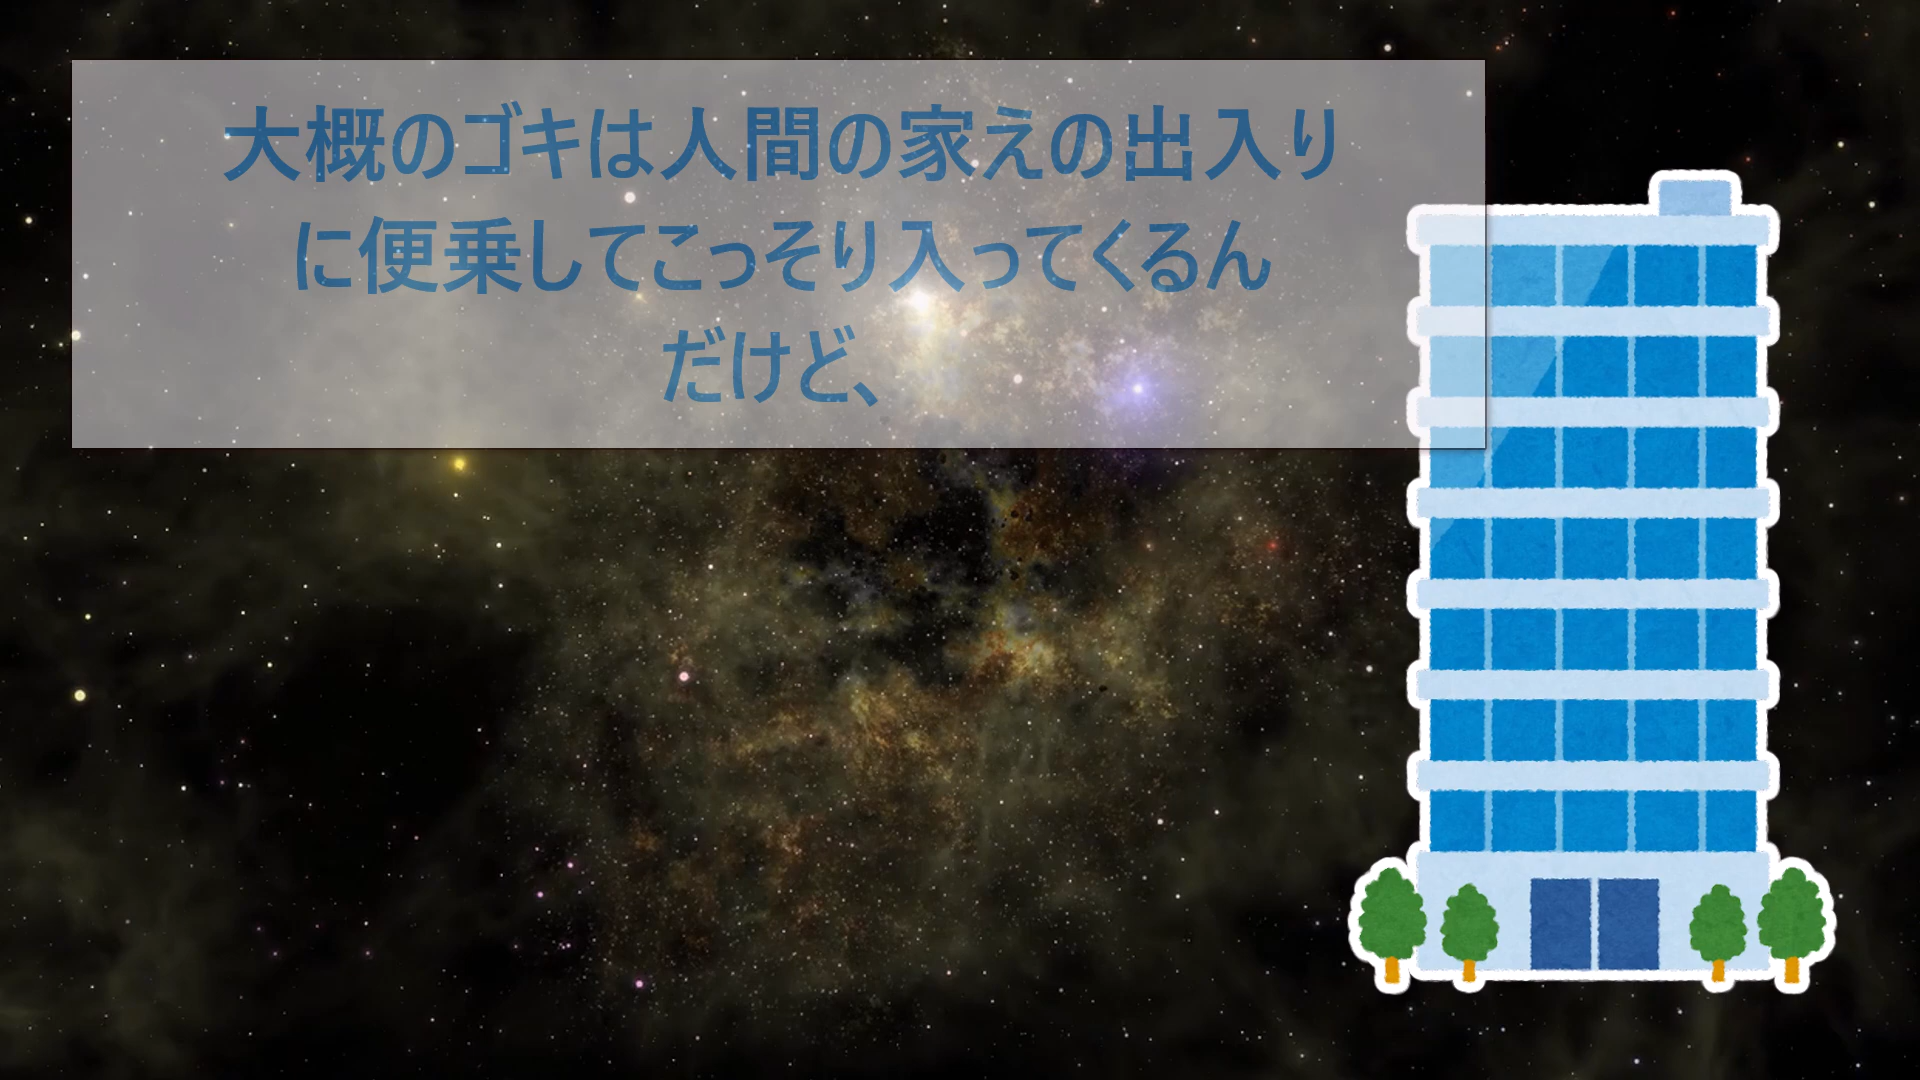 大概のゴキは人間の家えの出入り
に便乗してこっそり入ってくるん
だけど、